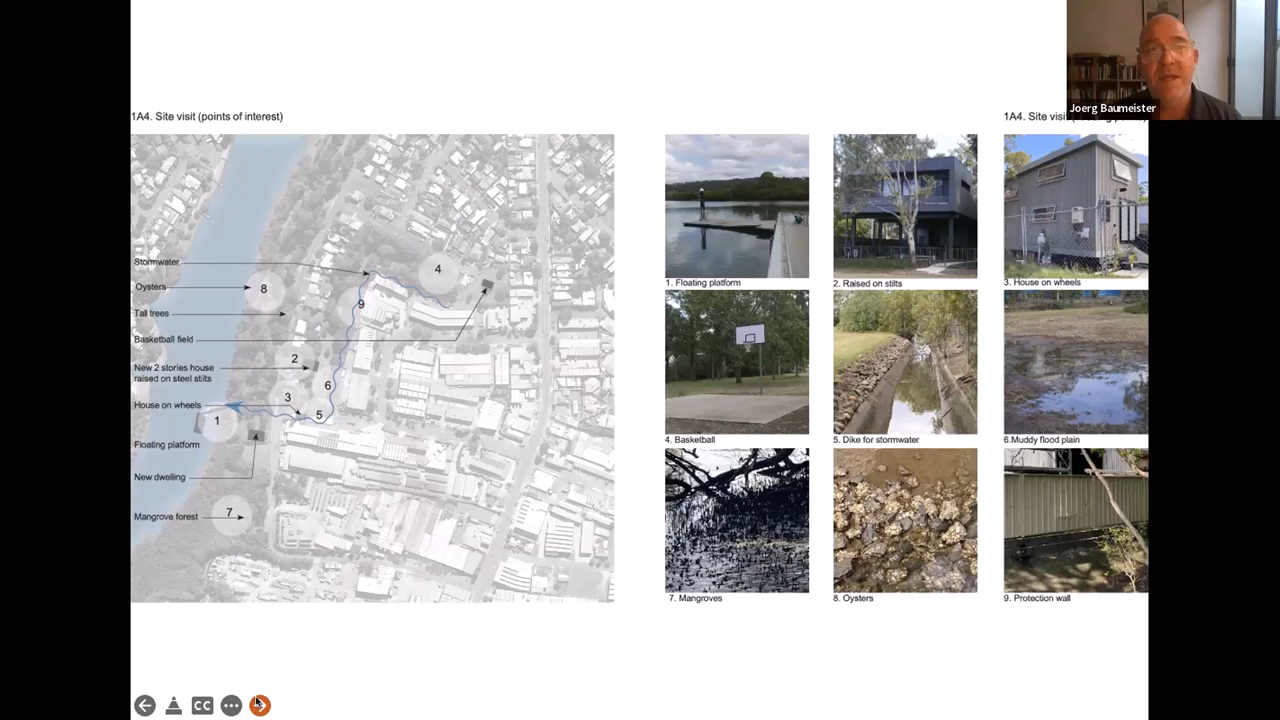 Joerg Baumeister
1A4. Site visit (points of interest)
1A4. Site visit
Stormwater
Oysters
Tall trees
Basketball field
New 2 stories house
raised on steel stilts
House on wheels
Floating platform
New dwelling
Mangrove forest
4
8
9
2
6
3
5
1
7
1. Floating platform
2. Raised on stilts
3. House on wheels
4. Basketball
5. Dike for stormwater
6.Muddy flood plain
7. Mangroves
8. Oysters
9. Protection wall
CC